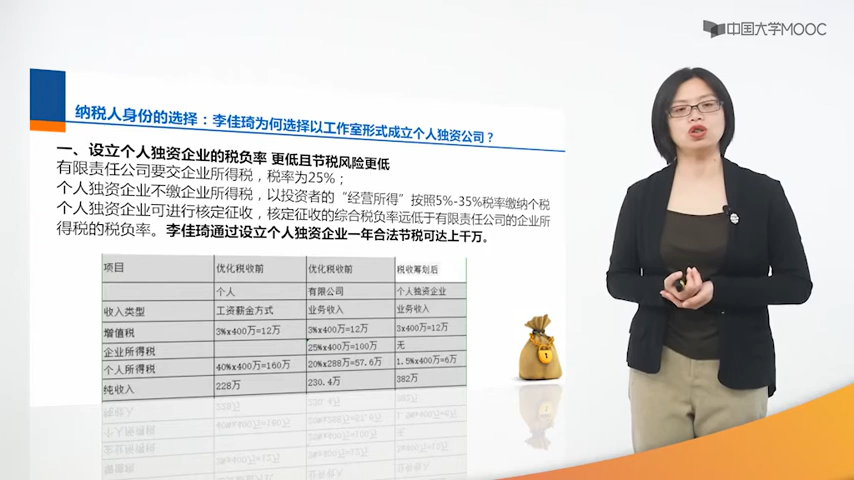 中国大学MOOC
纳税人身份的选择：李佳琦为何选择以工作室形式成立个人独资公司？
一、设立个人独资企业的税负率 更低且节税风险更低
有限责任公司要交企业所得税，税率为25%；
个人独资企业不缴企业所得税，以投资者的“经营所得”按照5%-35%税率缴纳个税
个人独资企业可进行核定征收，核定征收的综合税负率远低于有限责任公司的企业所
得税的税负率。李佳琦通过设立个人独资企业一年合法节税可达上千万。
项目 优化税收前 优化税收前 税收筹划后
个人 有限公司 个人独资企业
收入类型 工资薪金方式 业务收入 业务收入
增值税 3%x400万=12万 3%x400万=12万 3x400万=12万
企业所得税 25%x400万=100万 无
个人所得税 40%x400万=160万 20%x288万=57.6万 1.5%x400万=6万
纯收入 228万 230.4万 382万